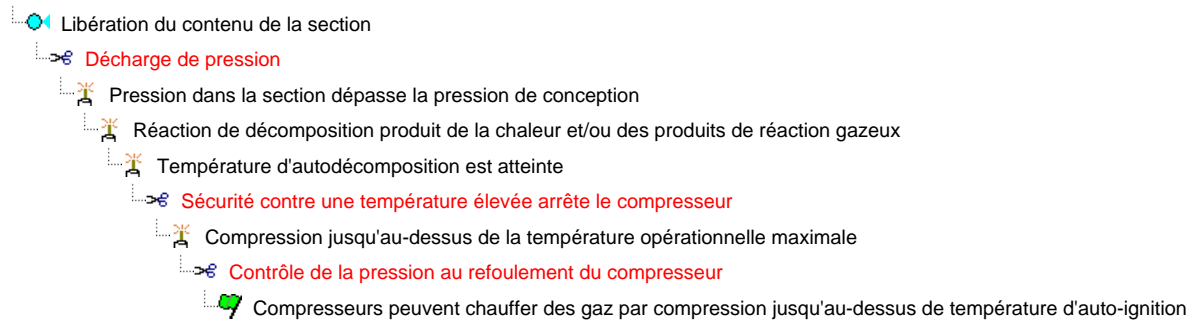 Libération du contenu de la section
Décharge de pression
Pression dans la section dépasse la pression de conception
Réaction de décomposition produit de la chaleur et/ou des produits de réaction gazeux
Température d'autodécomposition est atteinte
Sécurité contre une température élevée arrête le compresseur
Compression jusqu'au-dessus de la température opérationnelle maximale
Contrôle de la pression au refoulement du compresseur
Compresseurs peuvent chauffer des gaz par compression jusqu'au-dessus de température d'auto-ignition